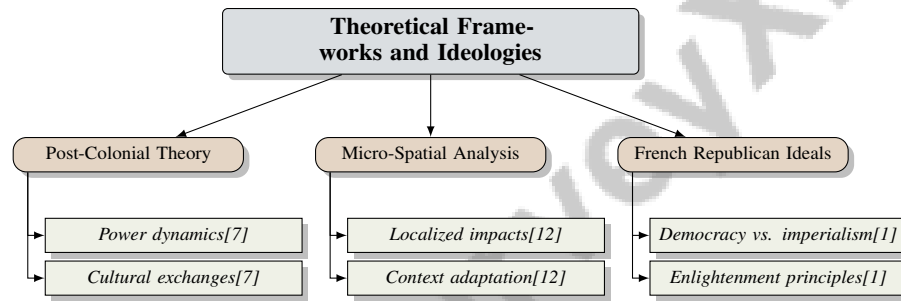 Theoretical Frame-
works and Ideologies
Post-Colonial Theory
Micro-Spatial Analysis
French Republican Ideals
Power dynamics[7]
Localized impacts[12]
Democracy vs. imperialism[1]
Cultural exchanges[7]
Context adaptation[12]
Enlightenment principles[1]